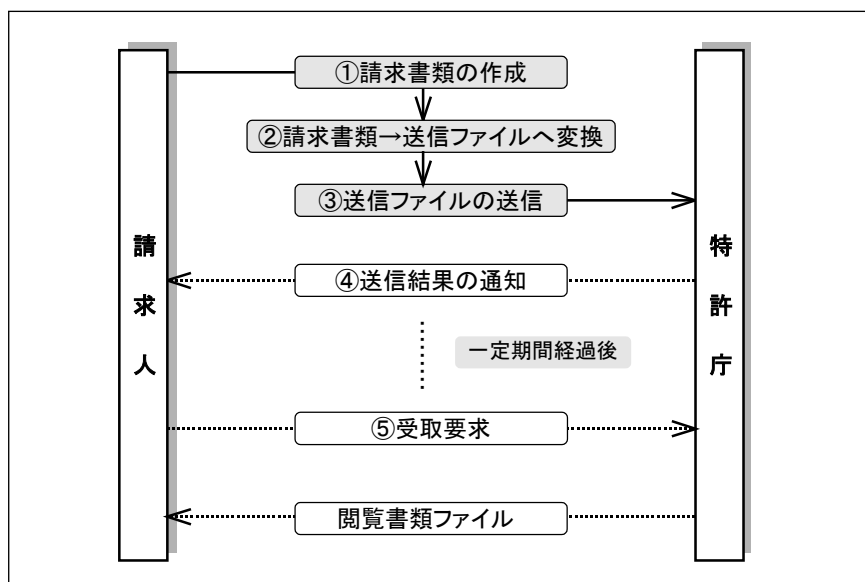 ①請求書類の作成
②請求書類→送信ファイルへ変換
③送信ファイルの送信
請求人
特許庁
④送信結果の通知
一定期間経過後
⑤受取要求
閲覧書類ファイル